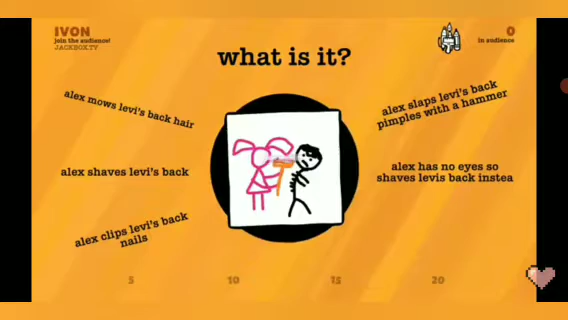 IVON
join the audience!
JACKBOX.TV
0
in audience
what is it?
alex mows levi's back hair
alex slaps levi's back
pimples with a hammer
alex shaves levi's back
alex has no eyes so
shaves levis back instea
alex clips levi's back
nails
5
10
15
20